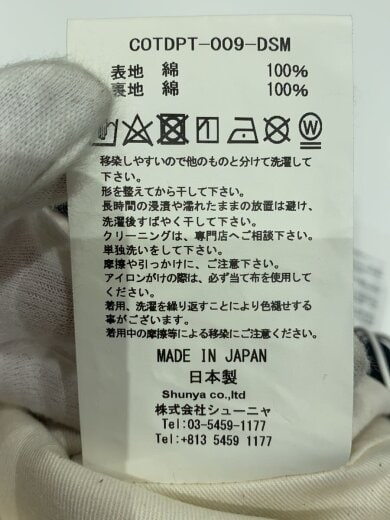 COTDPT-009-DSM
表地 綿 100%
裏地 綿 100%
移染しやすいので他のものと分けて洗濯して
下さい。
形を整えてから干して下さい。
長時間の浸漬や濡れたままの放置は避け、
洗濯後すばやく干して下さい。
クリーニングは、専門店へご相談下さい。
単独洗いをして下さい。
摩擦や引っかけに、ご注意下さい。
アイロンがけの際は、必ず当て布を使用して
ください。
着用、洗濯を繰り返すことにより色褪せする
事がございます。
着用中の摩擦等による移染にご注意下さい。
MADE IN JAPAN
日本製
Shunya co.,ltd
株式会社シューニャ
Tel:03-5459-1177
Tel:+813 5459 1177